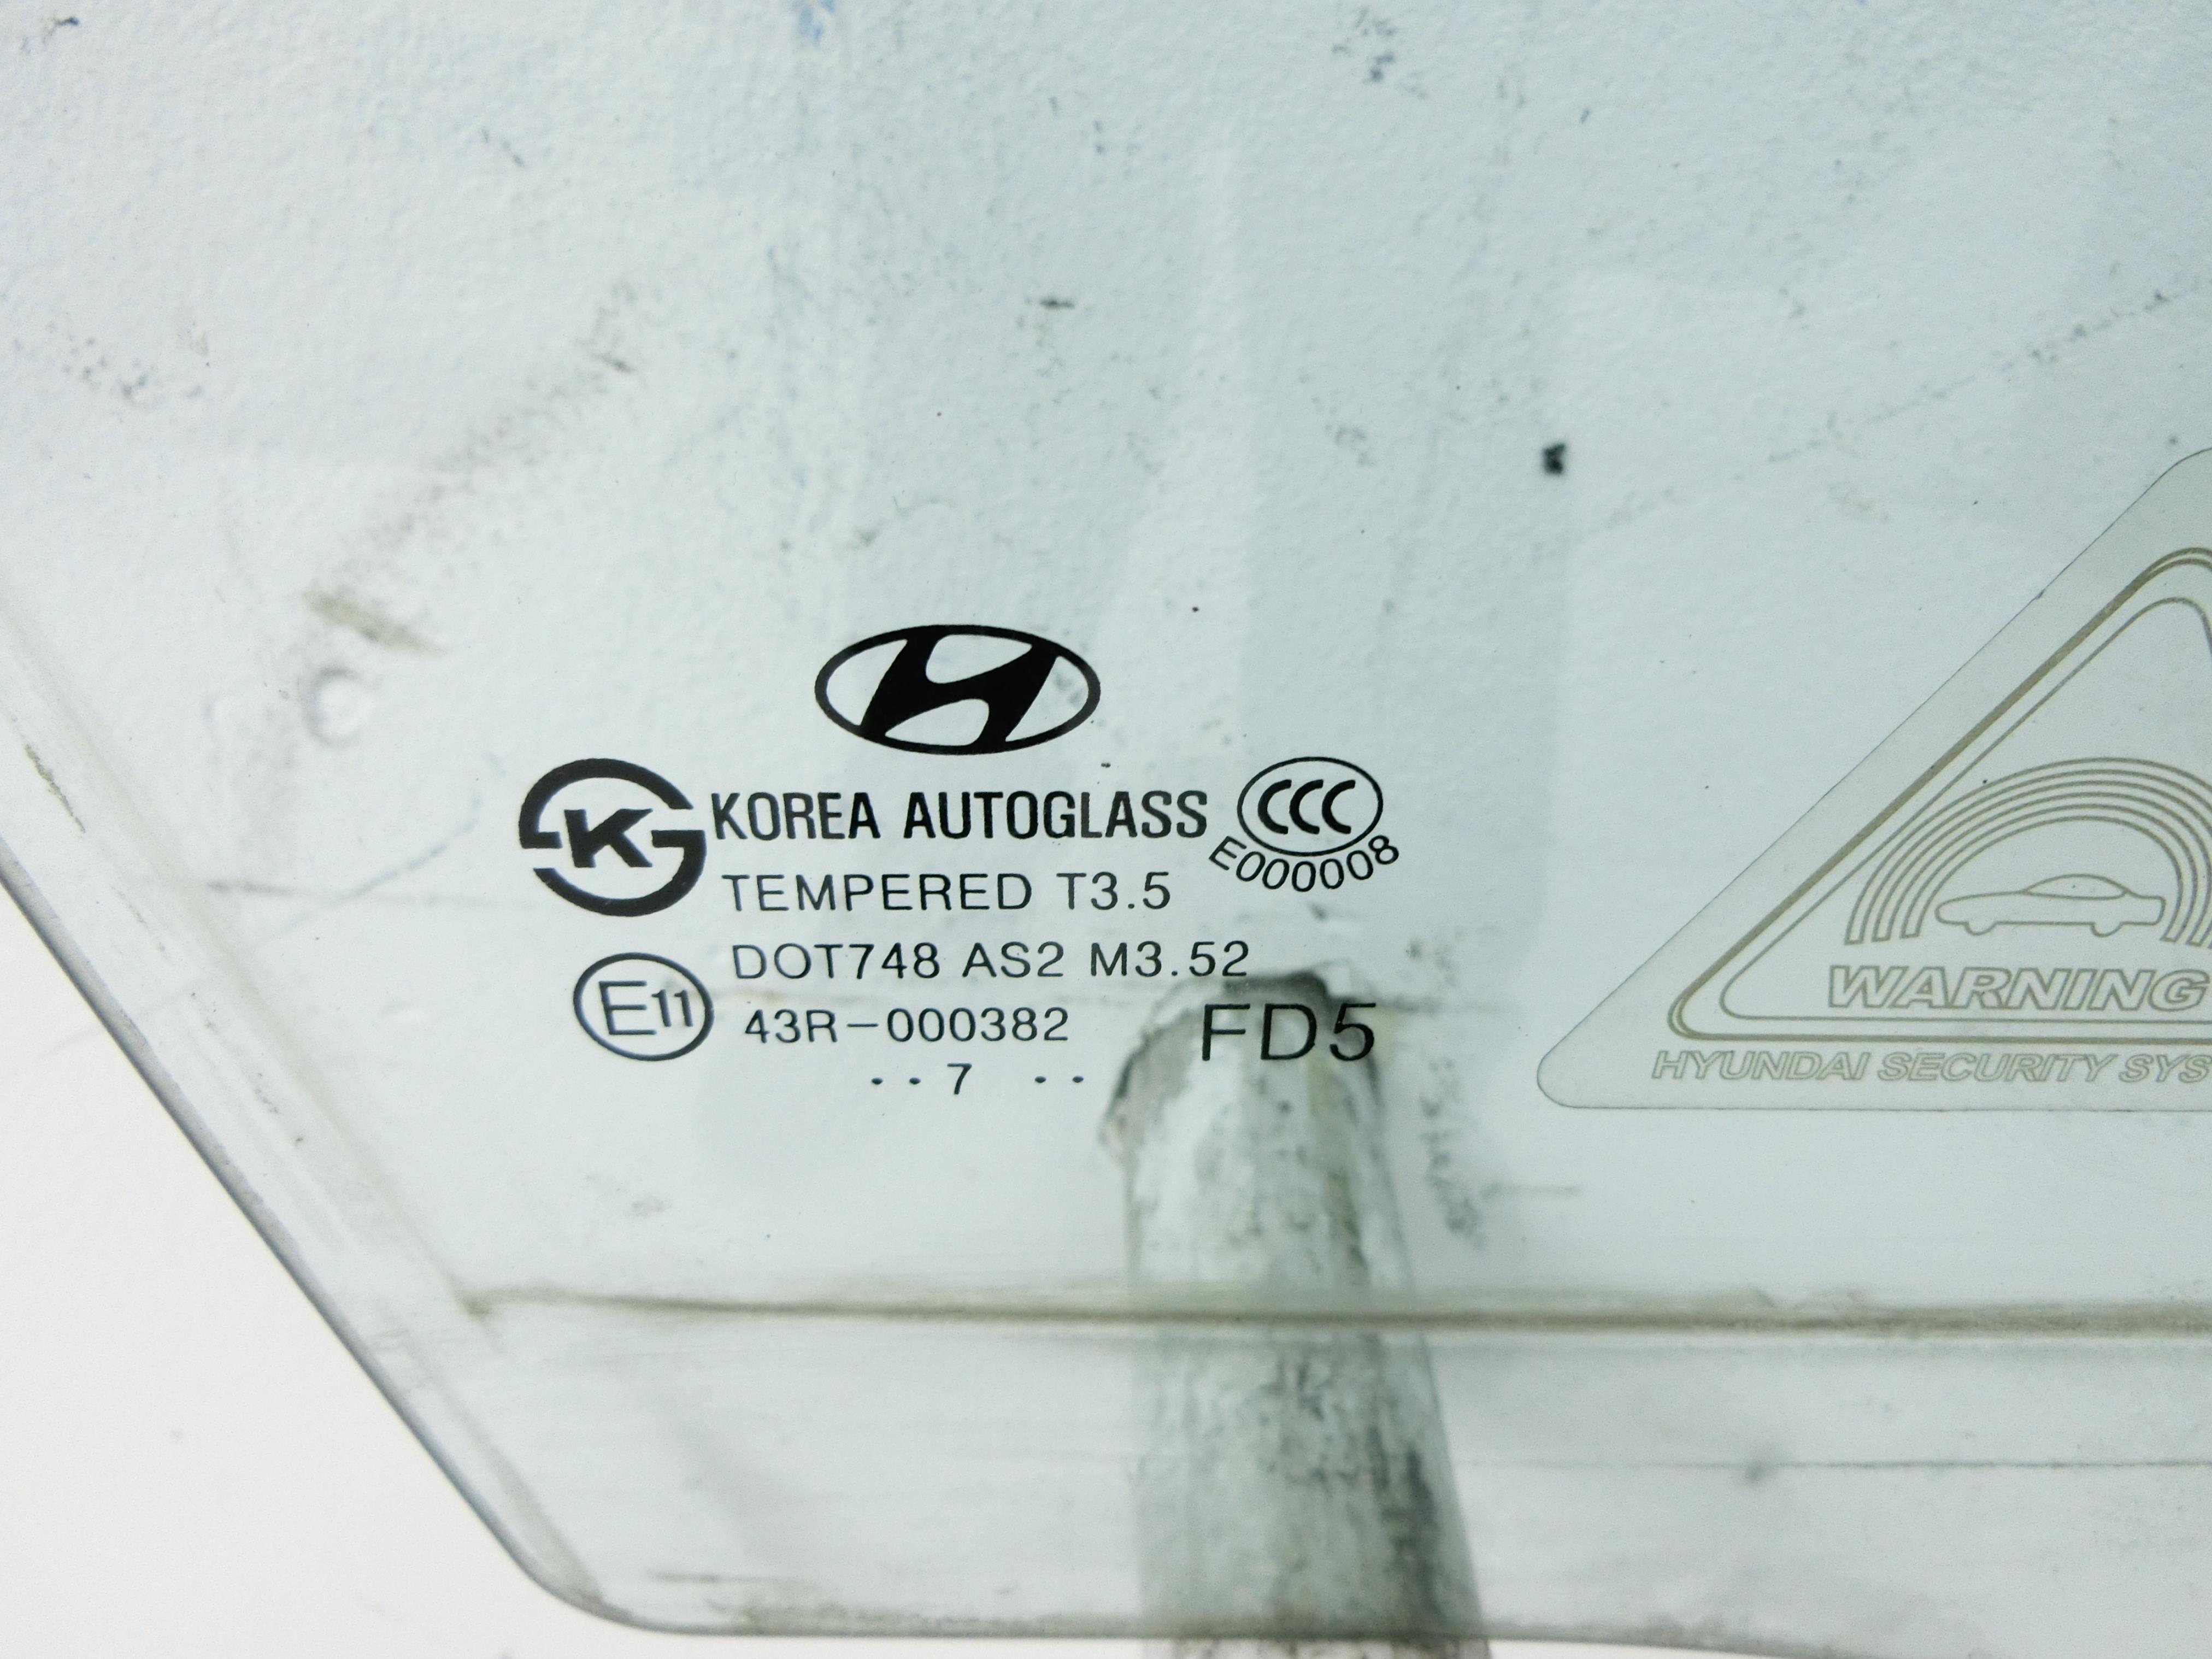 KOREA AUTOGLASS
CCC
E000008
K
TEMPERED T3.5
DOT748 AS2 M3.52
E11
43R-000382
FD5
..7 ..
WARNING
HYUNDAI SECURITY SYS